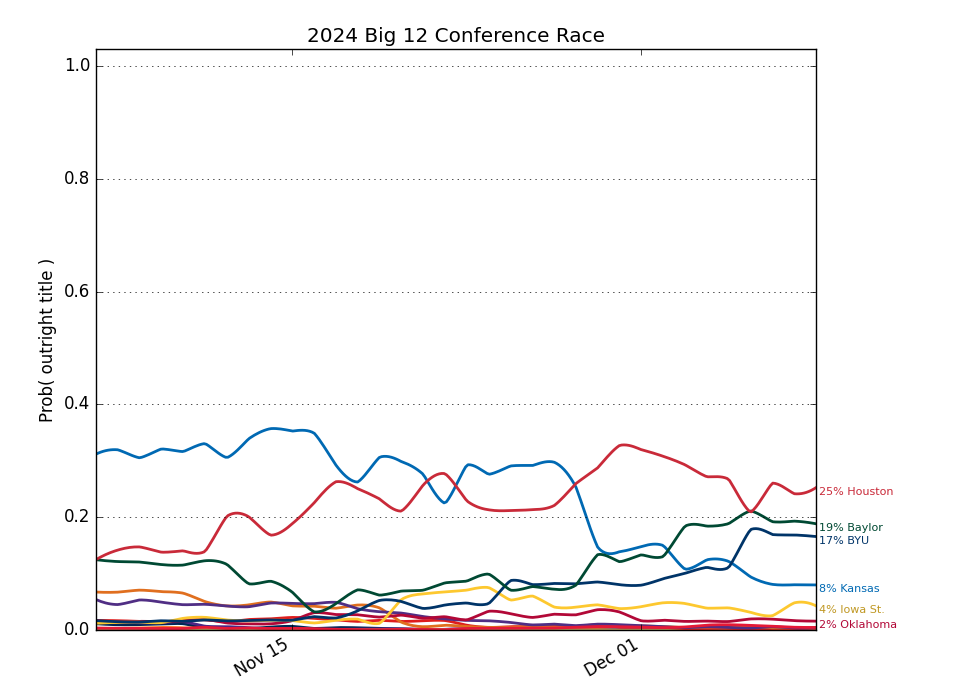 2024 Big 12 Conference Race
Prob( outright title )
1.0
0.8
0.6
0.4
0.2
0.0
Nov 15
Dec 01
25% Houston
19% Baylor
17% BYU
8% Kansas
4% Iowa St.
2% Oklahoma